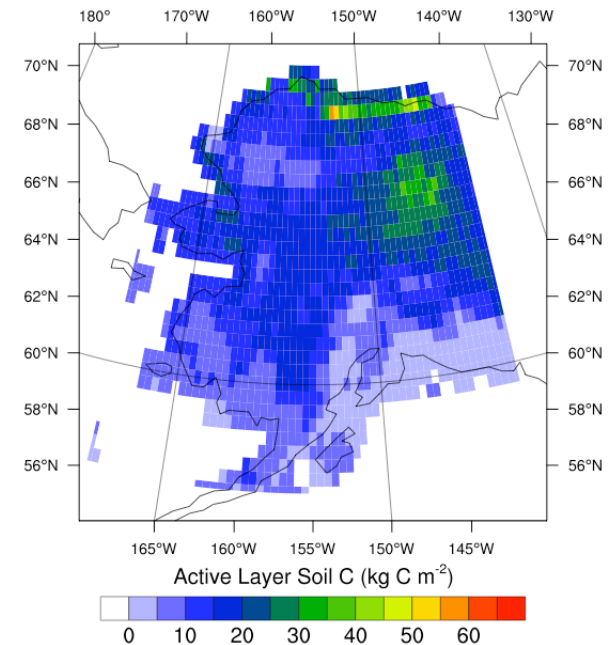 180° 170°W 160°W 150°W 140°W 130°W
70°N 70°N
68°N 68°N
66°N 66°N
64°N 64°N
62°N 62°N
60°N 60°N
58°N 58°N
56°N 56°N
165°W 160°W 155°W 150°W 145°W
Active Layer Soil C (kg C m⁻²)
0 10 20 30 40 50 60